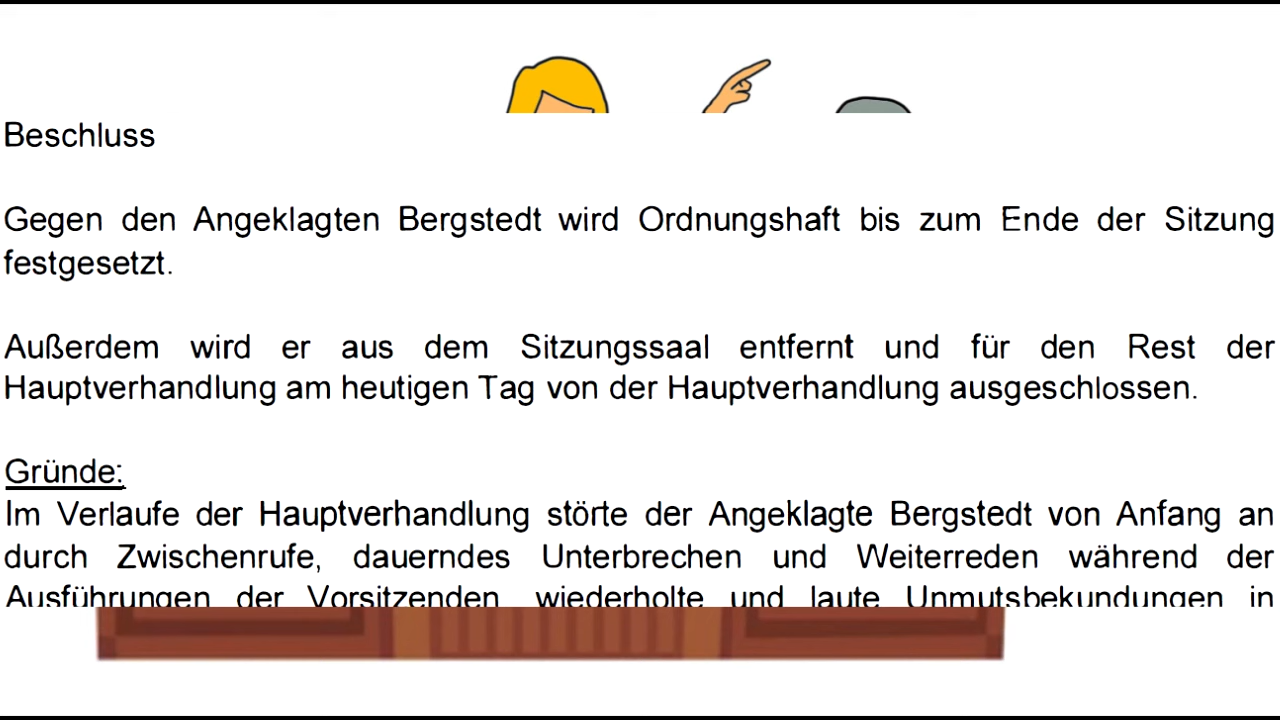 Beschluss
Gegen den Angeklagten Bergstedt wird Ordnungshaft bis zum Ende der Sitzung
festgesetzt.
Außerdem wird er aus dem Sitzungssaal entfernt und für den Rest der
Hauptverhandlung am heutigen Tag von der Hauptverhandlung ausgeschlossen.
Gründe:
Im Verlaufe der Hauptverhandlung störte der Angeklagte Bergstedt von Anfang an
durch Zwischenrufe, dauerndes Unterbrechen und Weiterreden während der
Ausführungen der Vorsitzenden, wiederholte und laute Unmutsbekundungen in